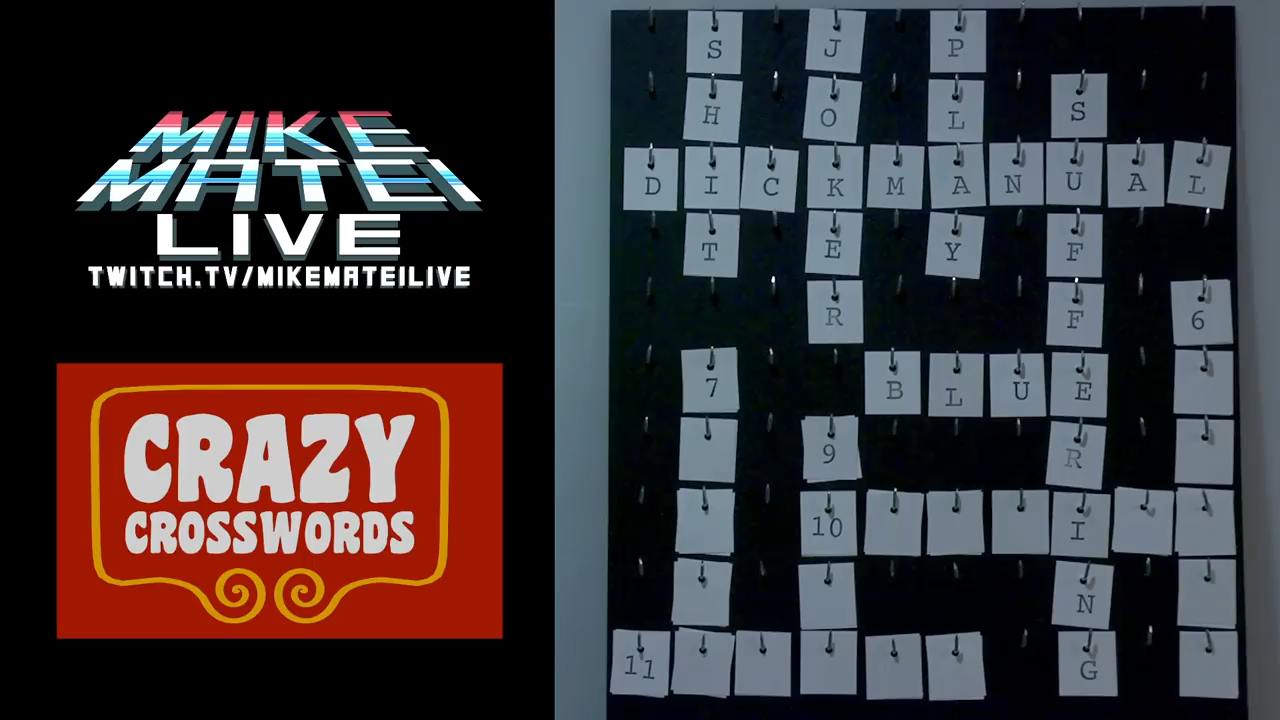 MIKE
MATEI
LIVE
TWITCH.TV/MIKEMATEILIVE
CRAZY
CROSSWORDS
S J P
H O L S
D I C K M A N U A L
T E Y F
R F 6
7 B L U E
9 R
10 I
N
11 G